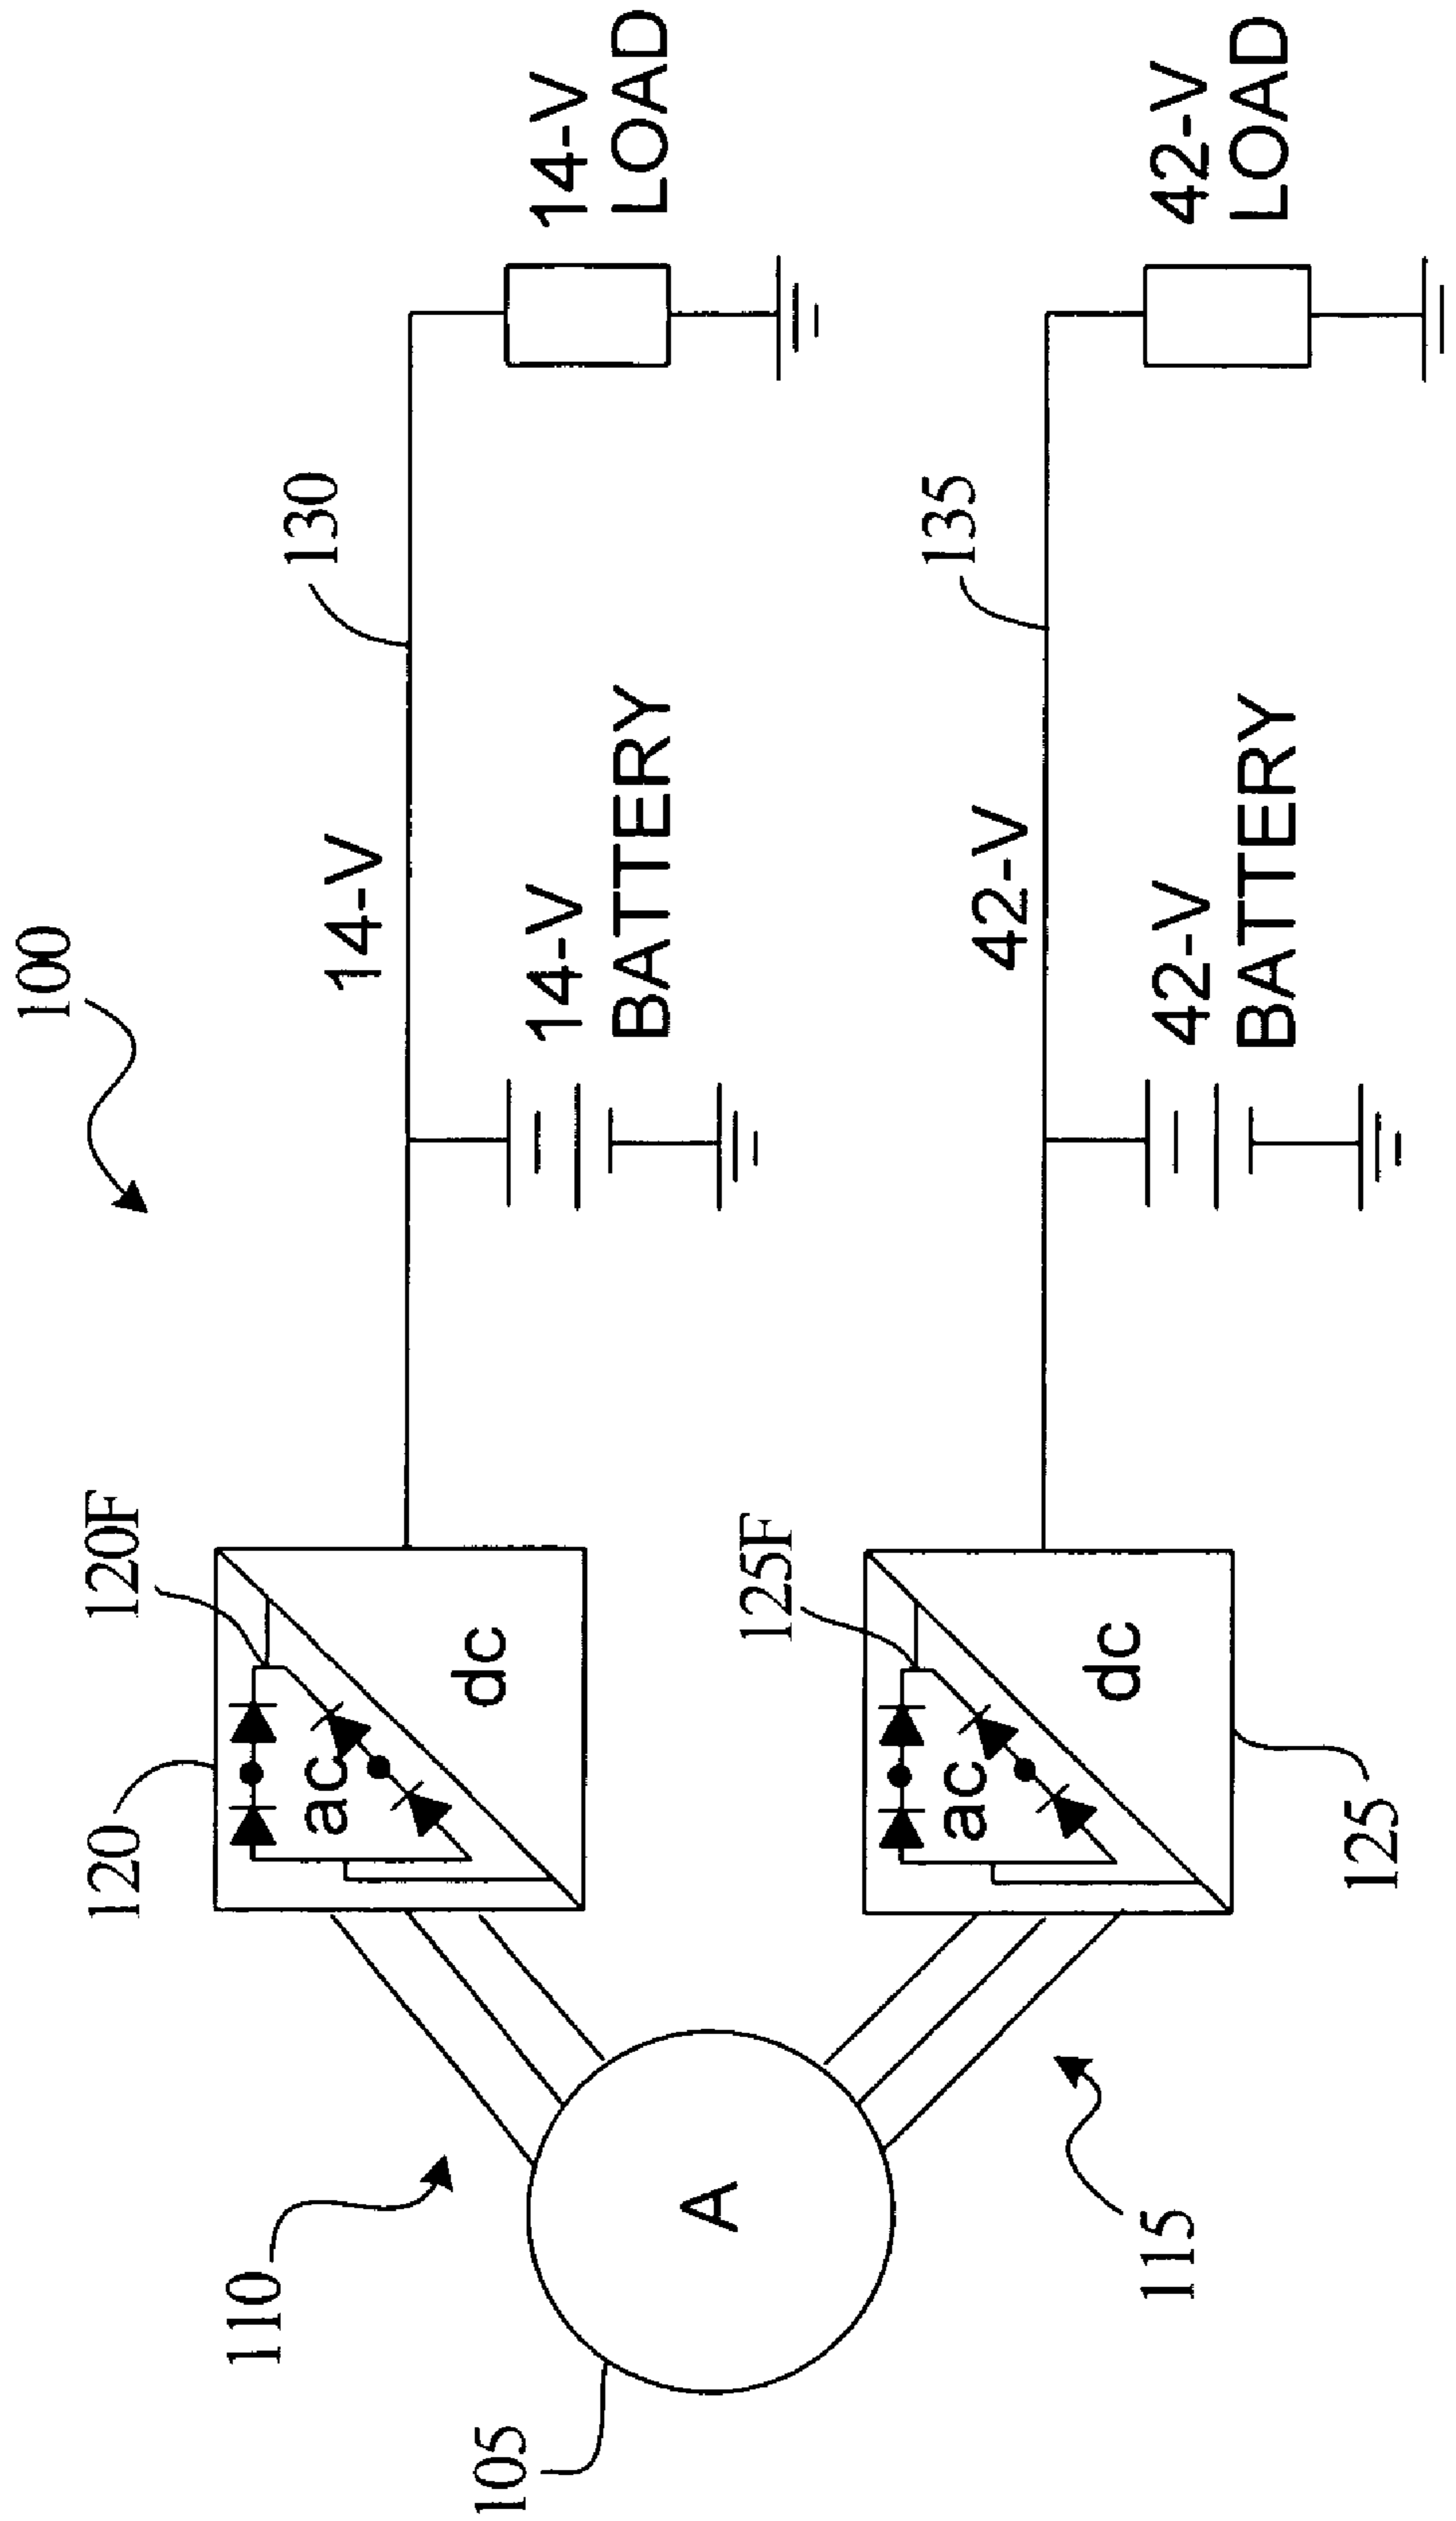 100
120
120F
14-V
130
14-V
BATTERY
14-V
LOAD
ac
dc
110
105
A
115
125F
42-V
135
42-V
BATTERY
42-V
LOAD
ac
dc
125